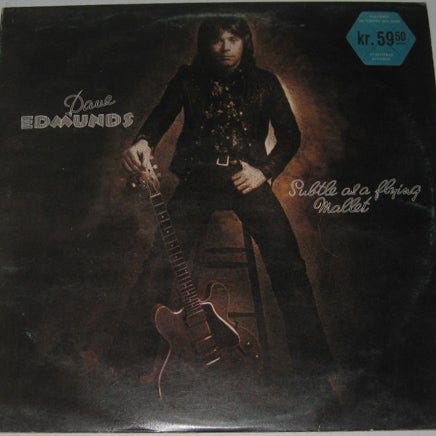 Dave
EDMUNDS
kr. 59 50
Subtle as a flying
Mallet